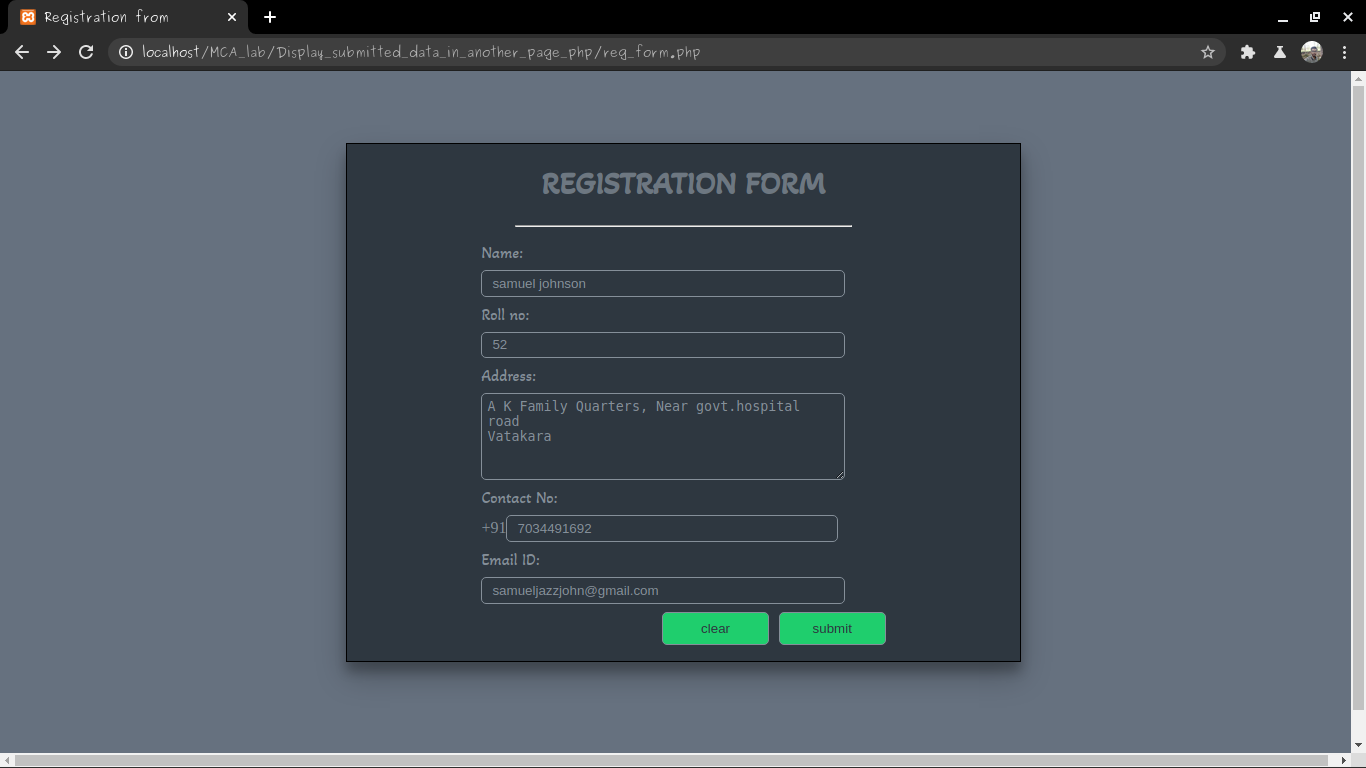 Registration from
localhost/MCA_lab/Display_submitted_data_in_another_page_php/reg_form.php
REGISTRATION FORM
Name:
samuel johnson
Roll no:
52
Address:
A K Family Quarters, Near govt.hospital
road
Vatakara
Contact No:
+91 7034491692
Email ID:
samueljazzjohn@gmail.com
clear submit